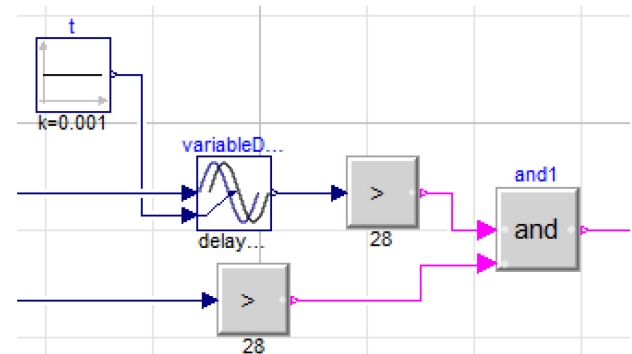 t
k=0.001
variableD...
delay...
>
28
and1
and
>
28